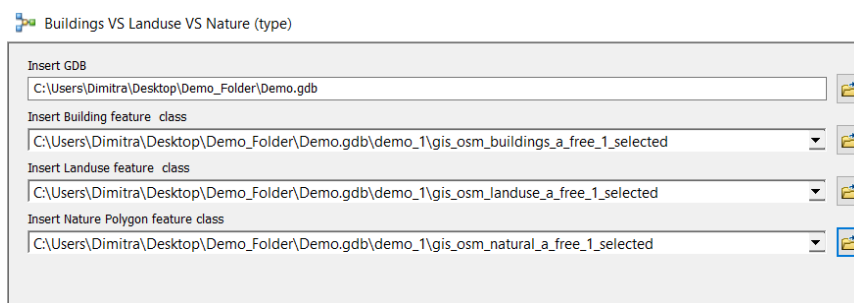 Buildings VS Landuse VS Nature (type)
Insert GDB
C:\Users\Dimitra\Desktop\Demo_Folder\Demo.gdb
Insert Building feature class
C:\Users\Dimitra\Desktop\Demo_Folder\Demo.gdb\demo_1\gis_osm_buildings_a_free_1_selected
Insert Landuse feature class
C:\Users\Dimitra\Desktop\Demo_Folder\Demo.gdb\demo_1\gis_osm_landuse_a_free_1_selected
Insert Nature Polygon feature class
C:\Users\Dimitra\Desktop\Demo_Folder\Demo.gdb\demo_1\gis_osm_natural_a_free_1_selected